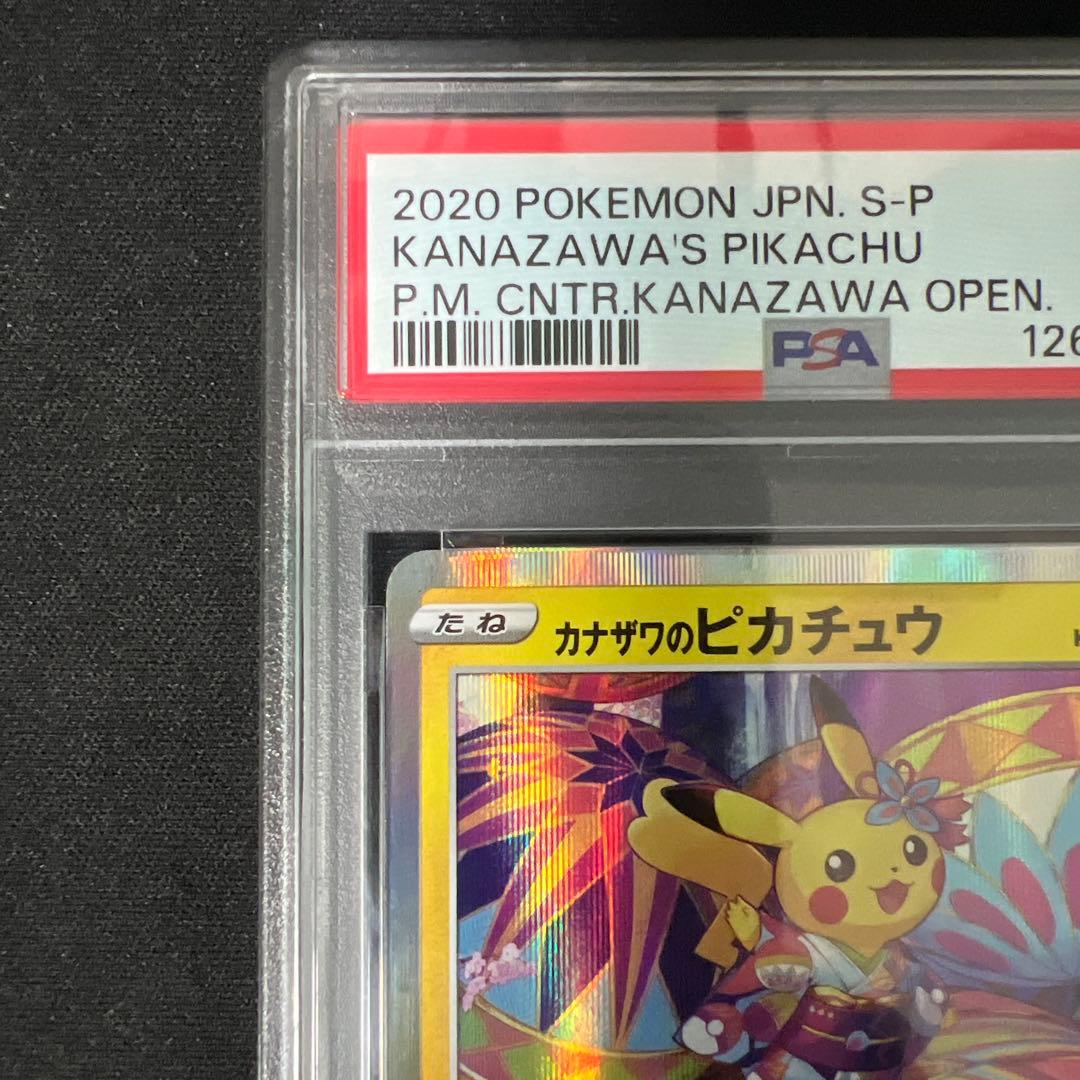 2020 POKEMON JPN. S-P
KANAZAWA'S PIKACHU
P.M. CNTR.KANAZAWA OPEN.
PSA
126
たね
カナザワのピカチュウ